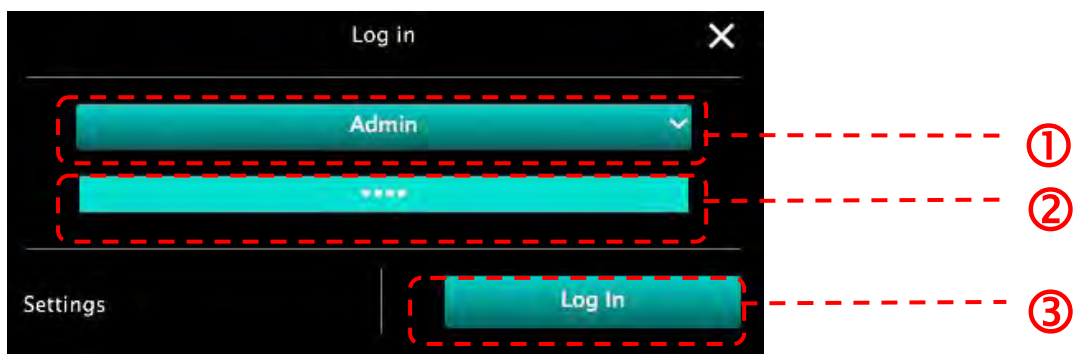 Log in
Admin
****
①
②
Settings
Log In
③